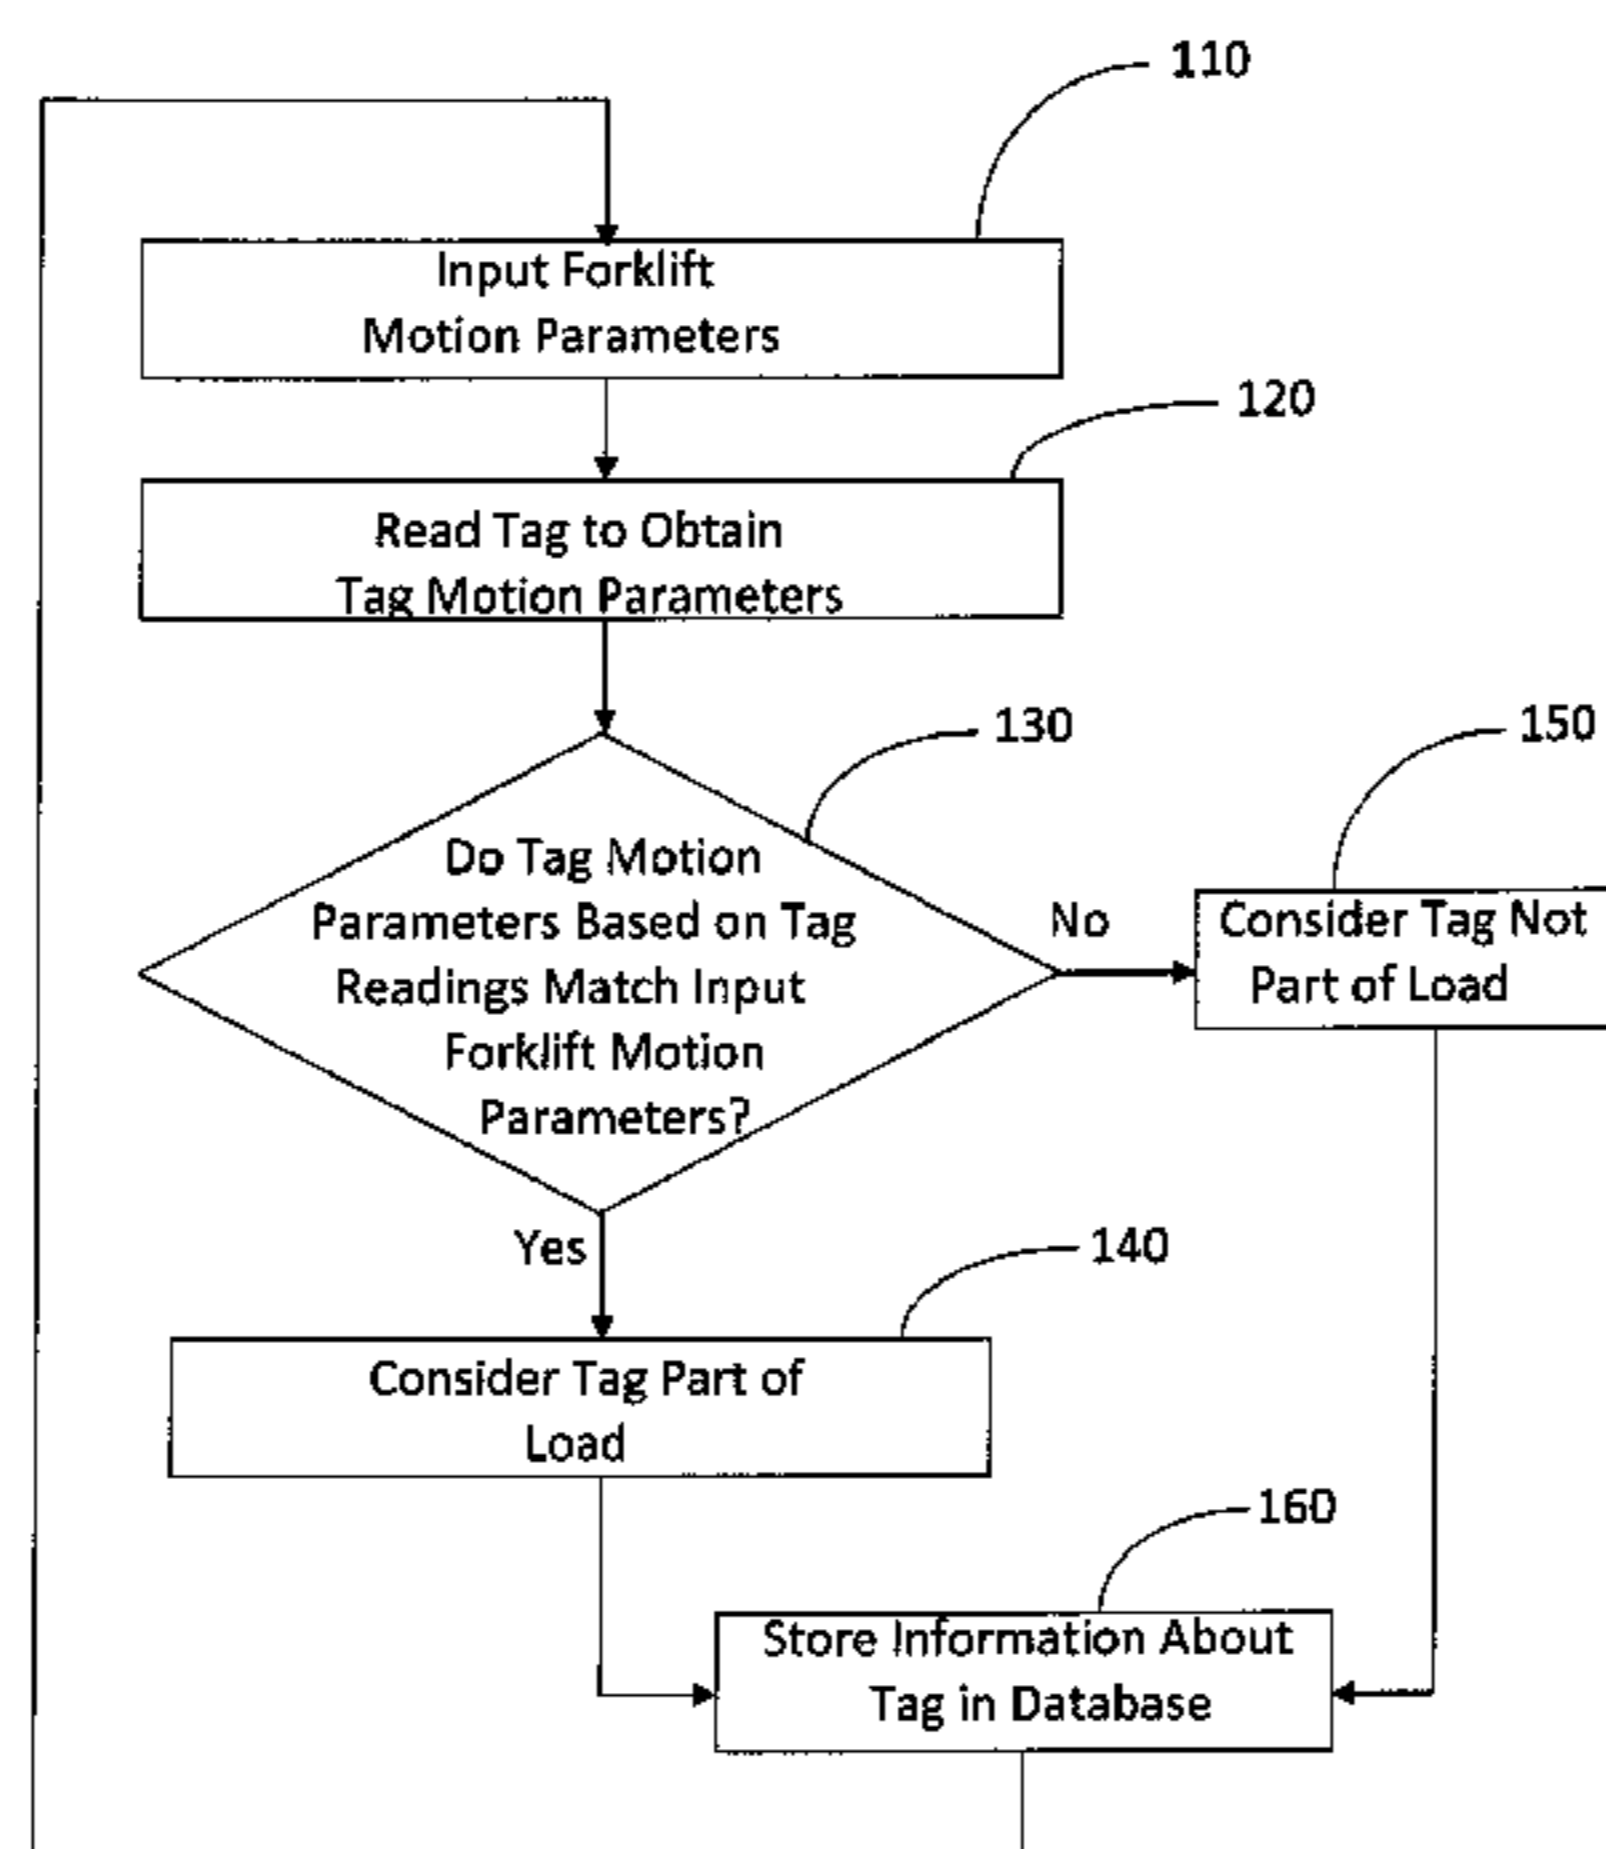 110
Input Forklift
Motion Parameters
120
Read Tag to Obtain
Tag Motion Parameters
130
150
Do Tag Motion
Parameters Based on Tag
Readings Match Input
Forklift Motion
Parameters?
No
Consider Tag Not
Part of Load
Yes
140
Consider Tag Part of
Load
160
Store Information About
Tag in Database